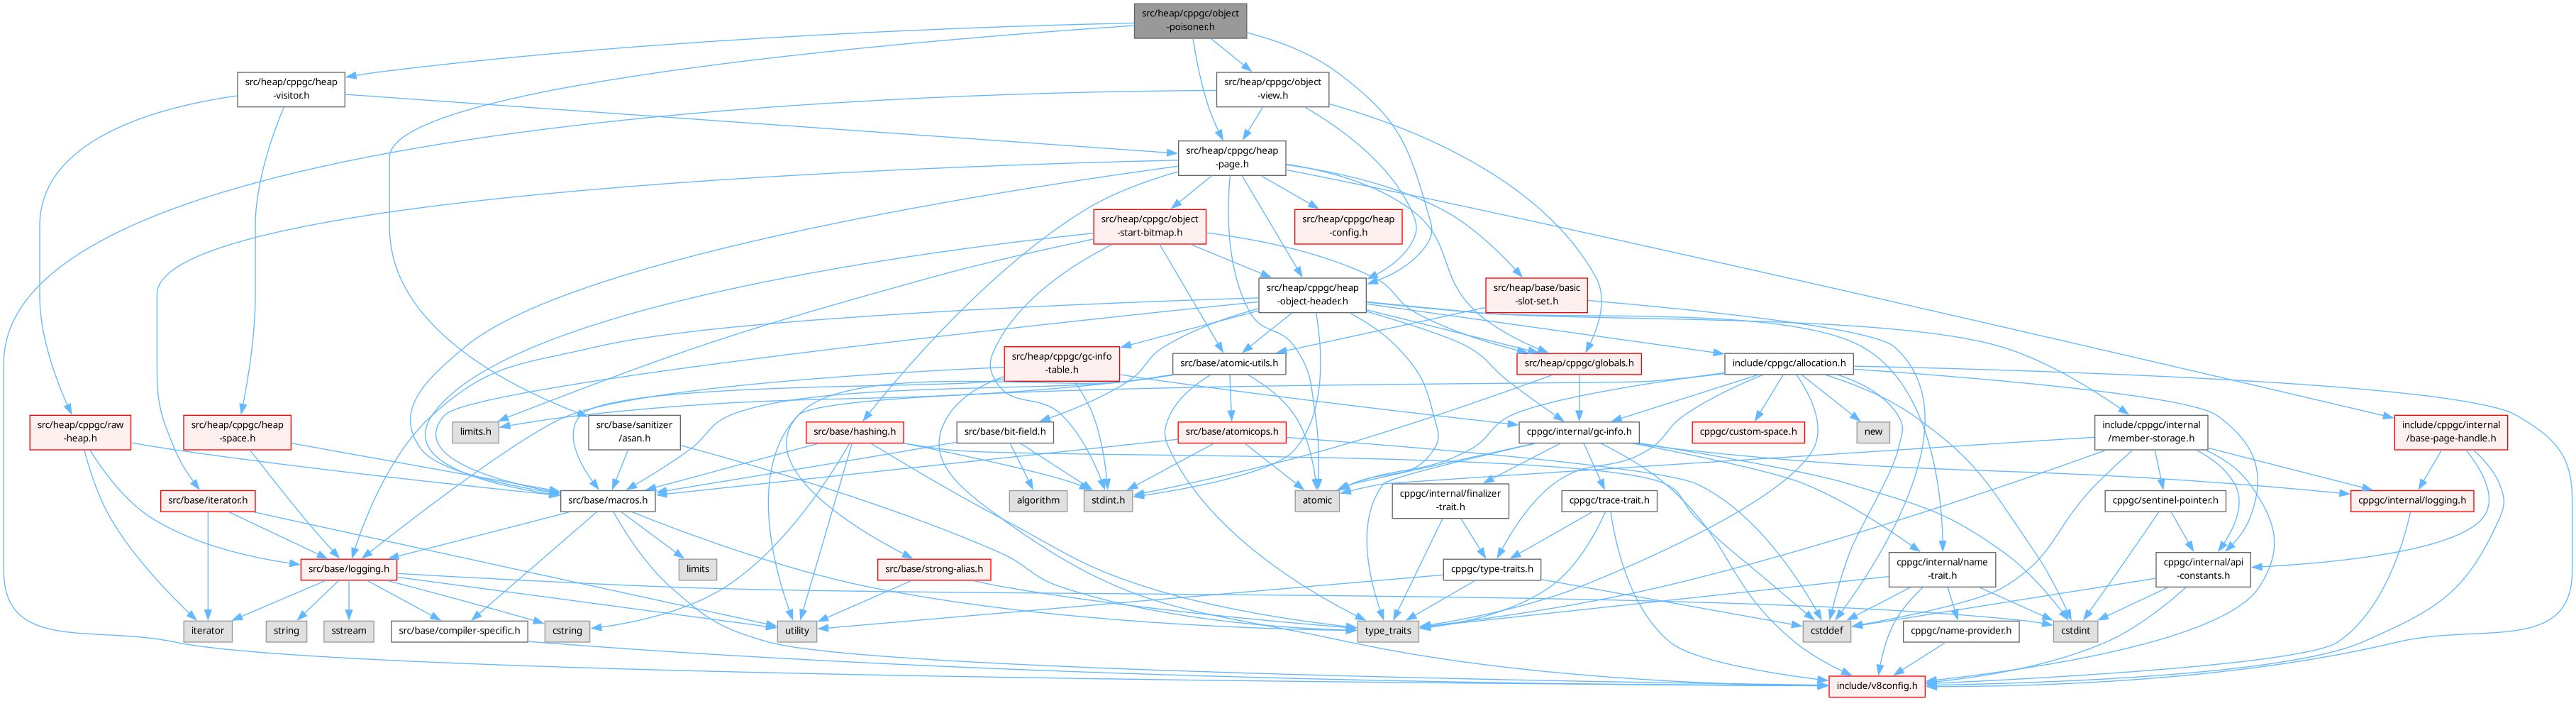 src/heap/cppgc/object
-poisoner.h
src/heap/cppgc/heap
-visitor.h
src/heap/cppgc/object
-view.h
src/heap/cppgc/heap
-page.h
src/heap/cppgc/object
-start-bitmap.h
src/heap/cppgc/heap
-config.h
src/heap/cppgc/heap
-object-header.h
src/heap/base/basic
-slot-set.h
src/heap/cppgc/gc-info
-table.h
src/base/atomic-utils.h
src/heap/cppgc/globals.h
include/cppgc/allocation.h
src/heap/cppgc/raw
-heap.h
src/heap/cppgc/heap
-space.h
limits.h
src/base/sanitizer
/asan.h
src/base/hashing.h
src/base/bit-field.h
src/base/atomicops.h
cppgc/internal/gc-info.h
cppgc/custom-space.h
new
include/cppgc/internal
/member-storage.h
include/cppgc/internal
/base-page-handle.h
src/base/iterator.h
src/base/macros.h
algorithm
stdint.h
atomic
cppgc/internal/finalizer
-trait.h
cppgc/trace-trait.h
cppgc/sentinel-pointer.h
cppgc/internal/logging.h
src/base/logging.h
limits
src/base/strong-alias.h
cppgc/type-traits.h
cppgc/internal/name
-trait.h
cppgc/internal/api
-constants.h
iterator
string
sstream
src/base/compiler-specific.h
cstring
utility
type_traits
cstddef
cppgc/name-provider.h
cstdint
include/v8config.h